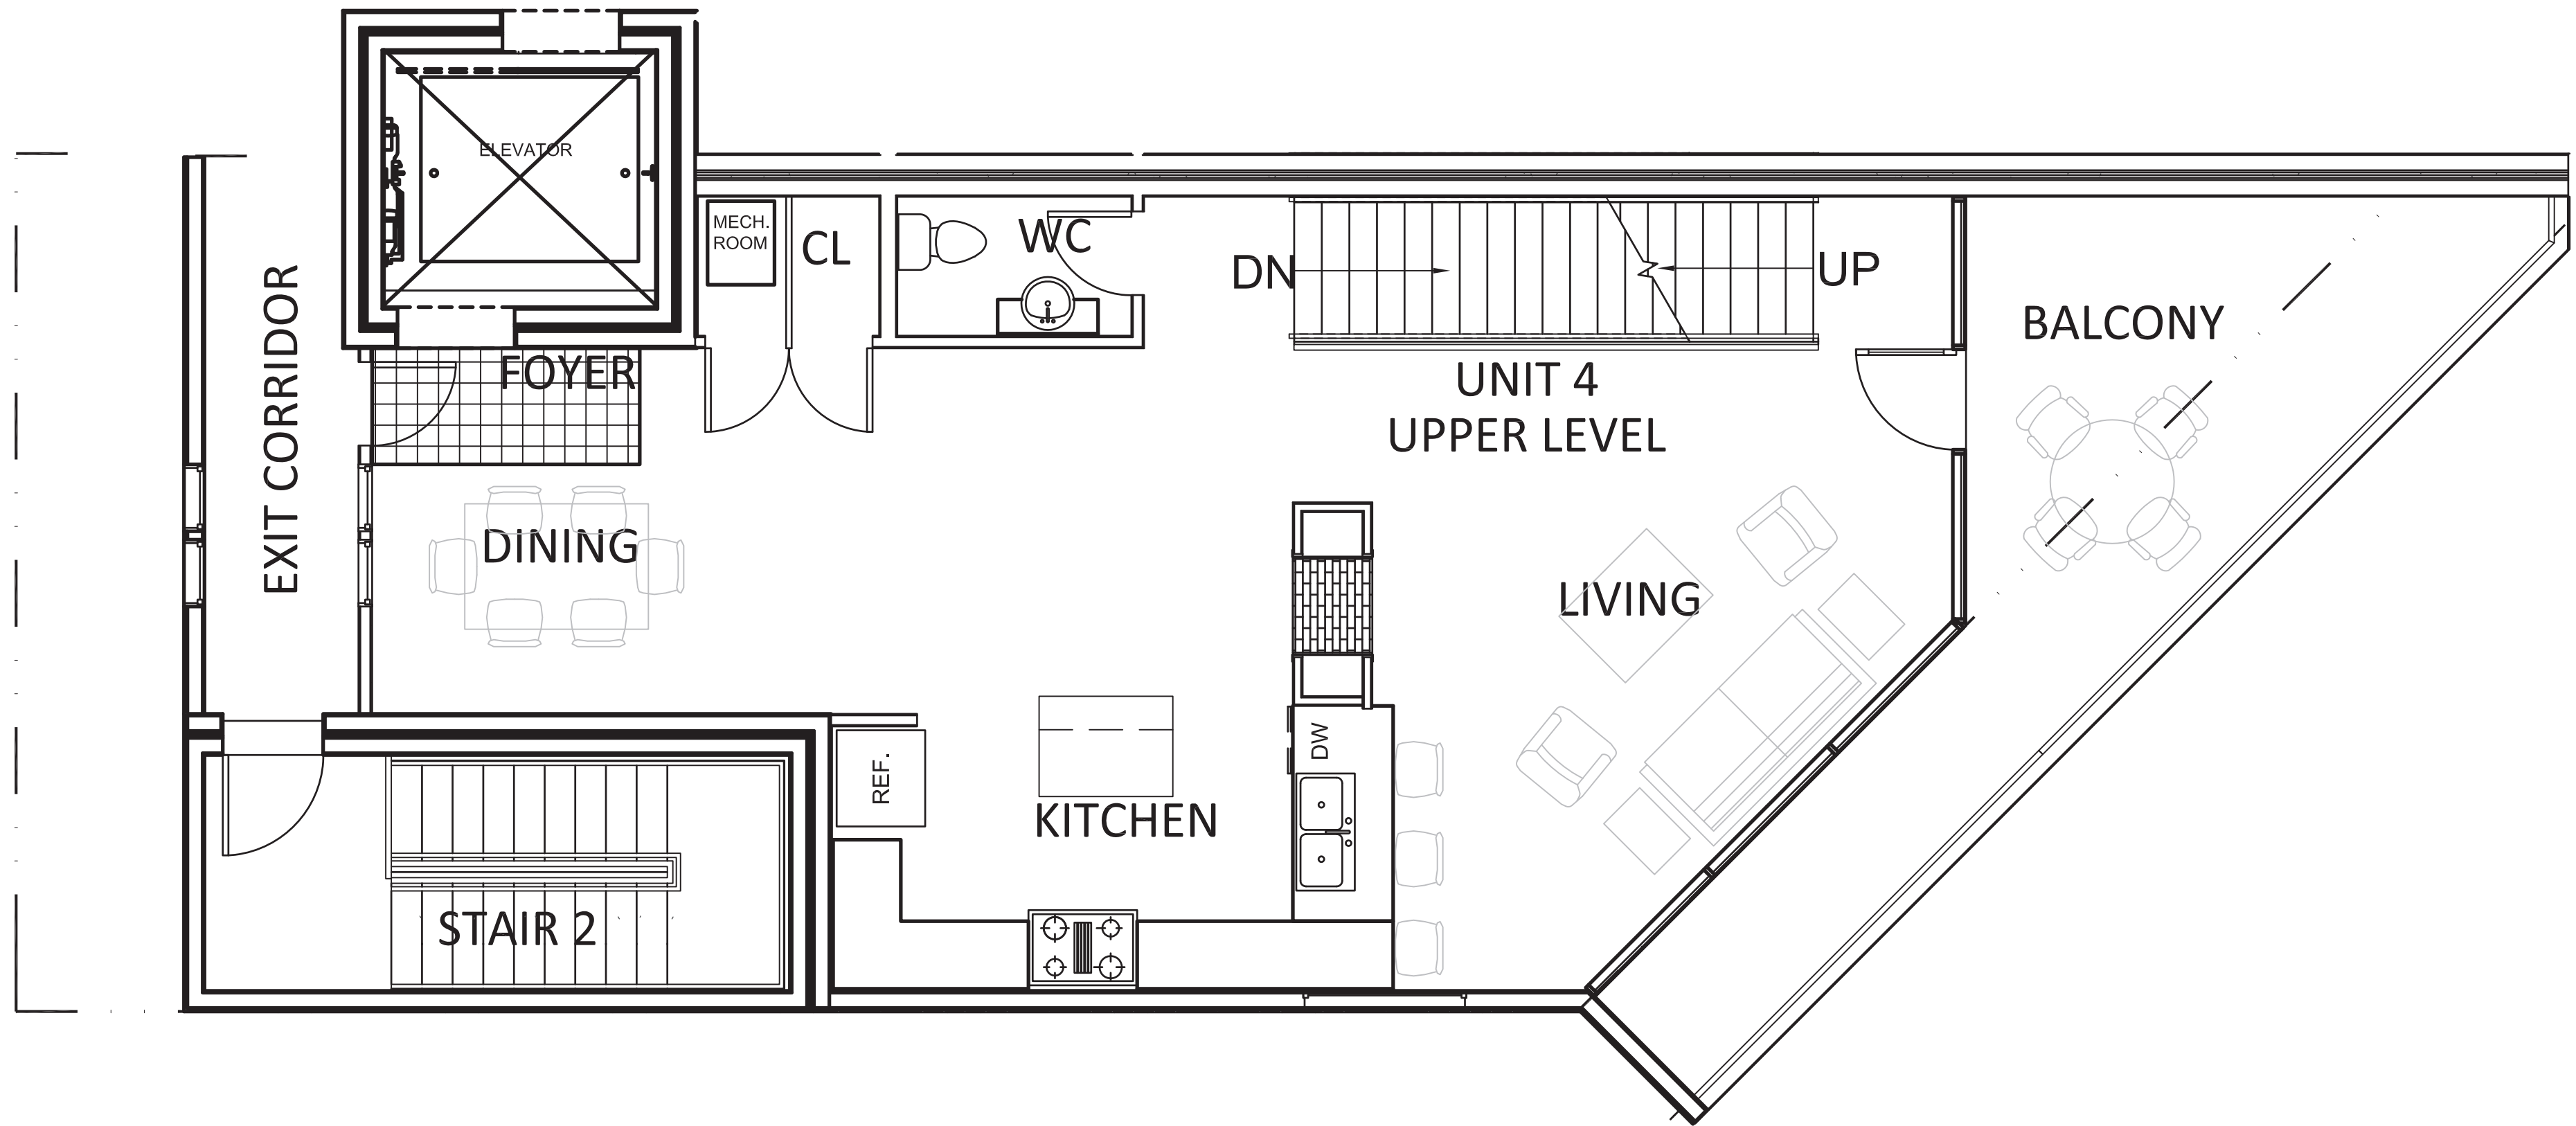 ELEVATOR
MECH.
ROOM
CL
WC
DN
UP
BALCONY
EXIT CORRIDOR
FOYER
UNIT 4
UPPER LEVEL
DINING
LIVING
DW
REF.
KITCHEN
STAIR 2